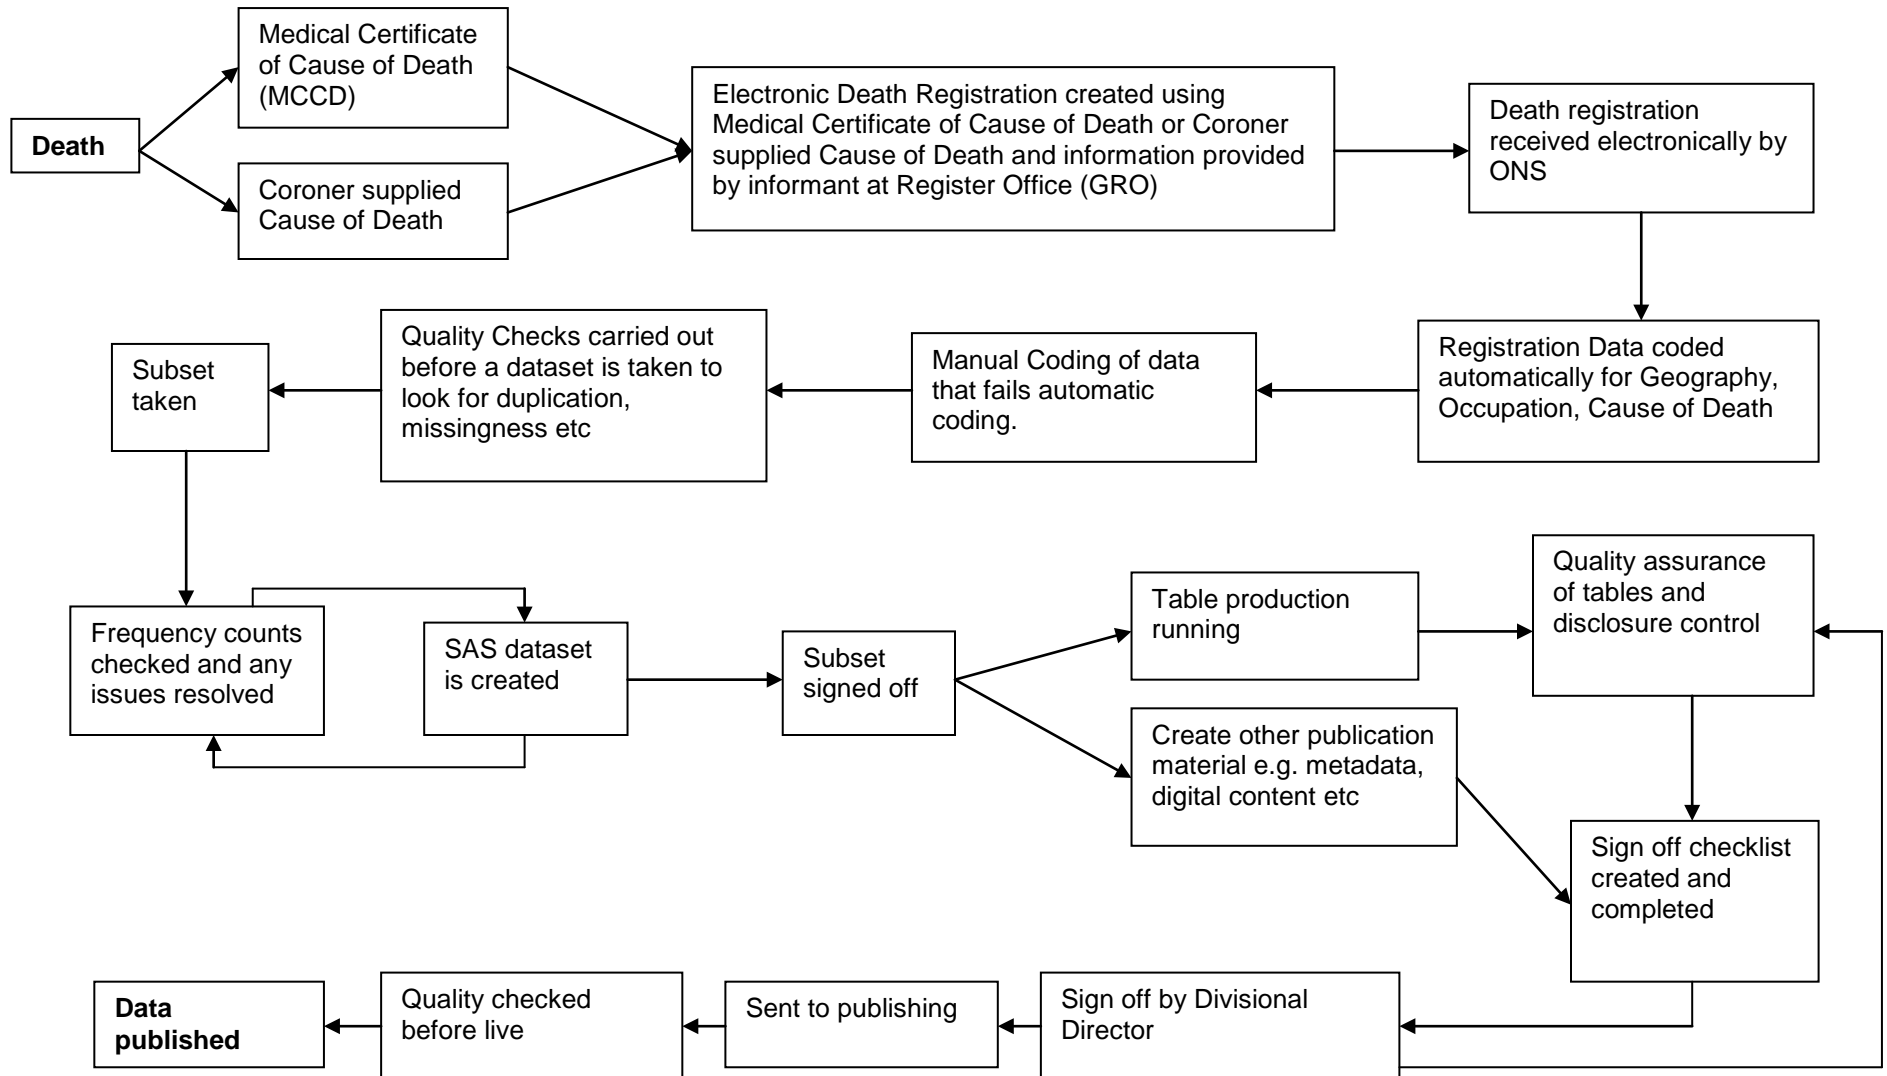 Death
Medical Certificate
of Cause of Death
(MCCD)
Coroner supplied
Cause of Death
Electronic Death Registration created using
Medical Certificate of Cause of Death or Coroner
supplied Cause of Death and information provided
by informant at Register Office (GRO)
Death registration
received electronically by
ONS
Registration Data coded
automatically for Geography,
Occupation, Cause of Death
Manual Coding of data
that fails automatic
coding.
Quality Checks carried out
before a dataset is taken to
look for duplication,
missingness etc
Subset
taken
Frequency counts
checked and any
issues resolved
SAS dataset
is created
Subset
signed off
Table production
running
Create other publication
material e.g. metadata,
digital content etc
Quality assurance
of tables and
disclosure control
Sign off checklist
created and
completed
Sign off by Divisional
Director
Sent to publishing
Quality checked
before live
Data
published